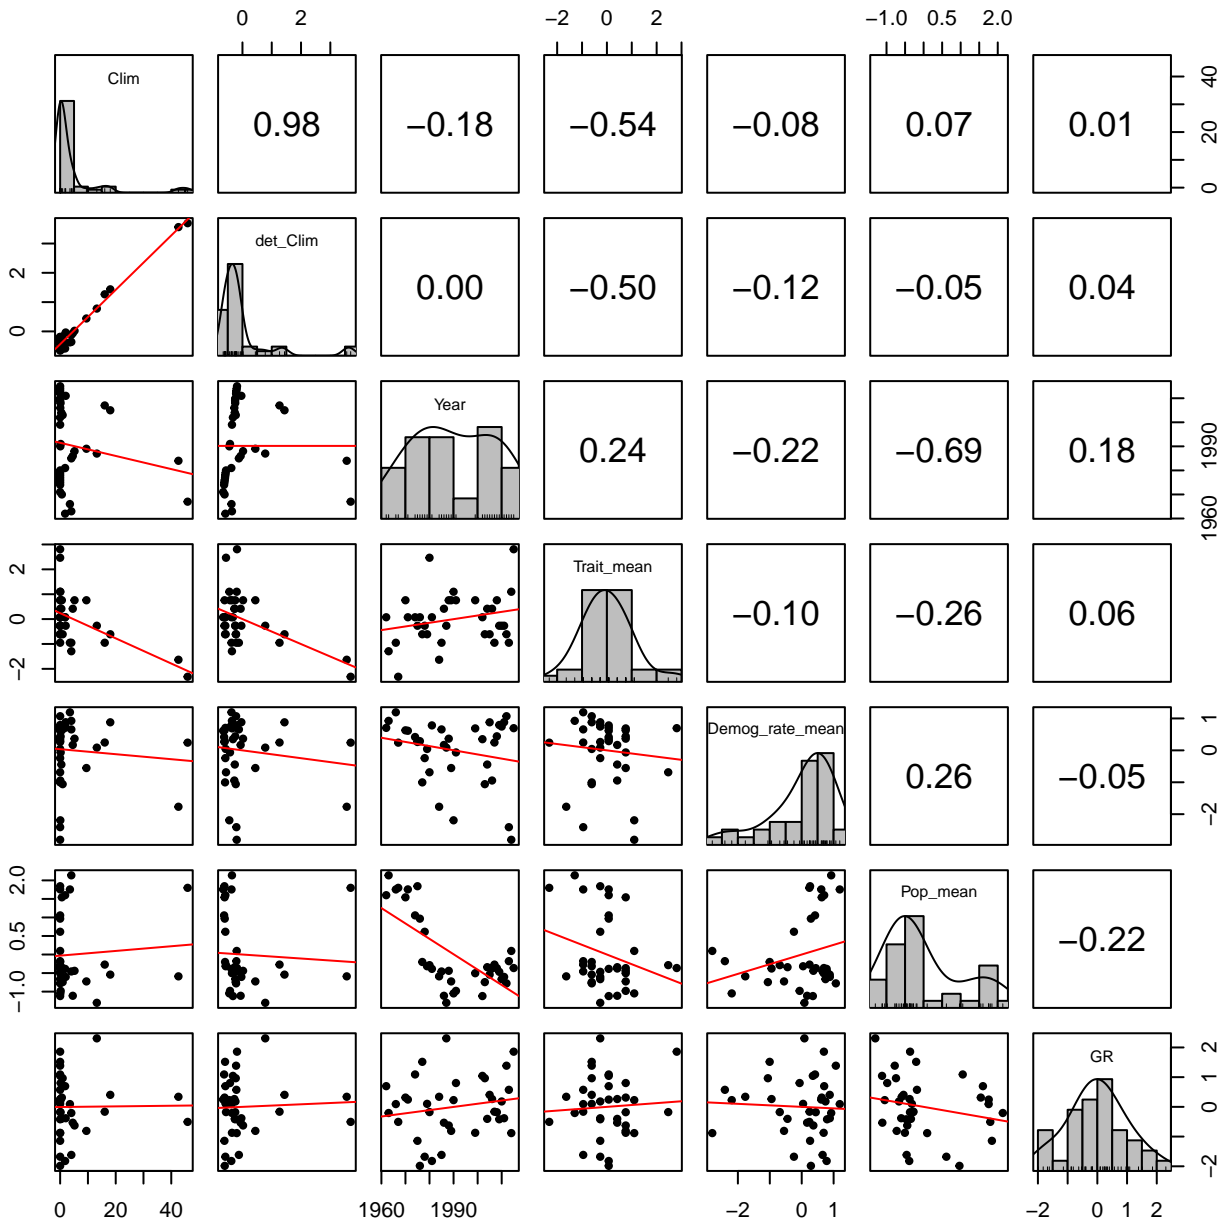 0 2 −2 0 2 −1.0 0.5 2.0
Clim 0.98 −0.18 −0.54 −0.08 0.07 0.01 0 20 40
0 2 det_Clim 0.00 −0.50 −0.12 −0.05 0.04
Year 0.24 −0.22 −0.69 0.18 1960 1990
−2 0 2 Trait_mean −0.10 −0.26 0.06
Demog_rate_mean 0.26 −0.05 −2 0 1
−1.0 0.5 2.0 Pop_mean −0.22
GR −2 0 1 2
0 20 40 1960 1990 −2 0 1 −2 0 1 2